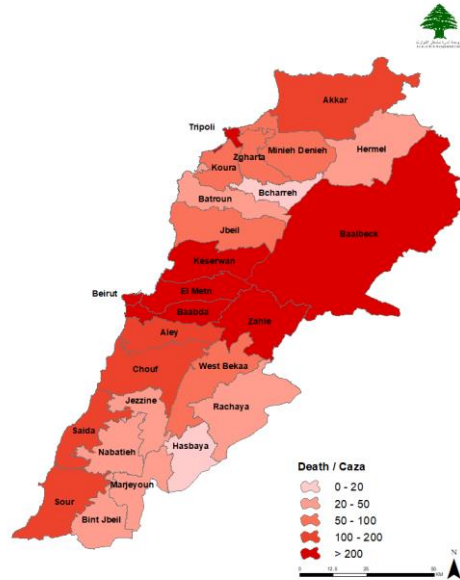 Akkar
Tripoli
Hermel
Minieh Denieh
Zgharta
Koura
Bcharreh
Batroun
Baalbeck
Jbeil
Keserwan
El Metn
Beirut
Baabda
Zahle
Aley
Chouf
West Bekaa
Jezzine
Rachaya
Saida
Nabatieh
Hasbaya
Marjeyoun
Sour
Bint Jbeil
Death / Caza
0 - 20
20 - 50
50 - 100
100 - 200
> 200
N
KM